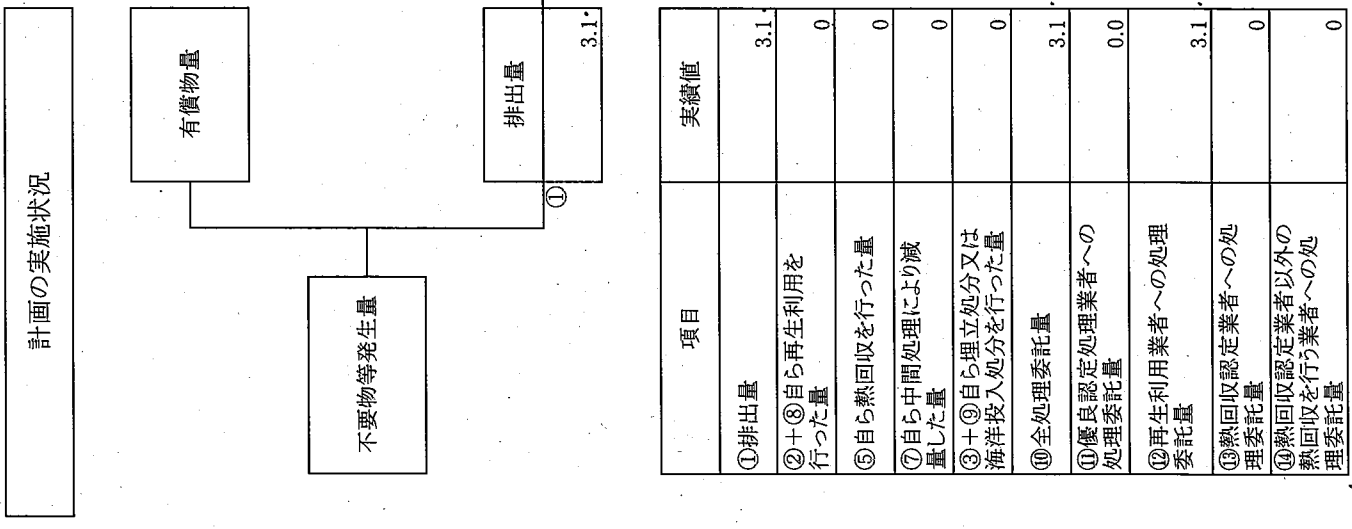 計画の実施状況
有償物量
不要物等発生量
①
排出量
3.1
項目
実績値
①排出量
3.1
②+⑧自ら再生利用を
行った量
0
⑤自ら熱回収を行った量
0
⑦自ら中間処理により減
量した量
0
③+⑨自ら埋立処分又は
海洋投入処分を行った量
0
⑩全処理委託量
3.1
⑪優良認定処理業者への
処理委託量
0.0
⑫再生利用業者への処理
委託量
3.1
⑬熱回収認定業者への処
理委託量
0
⑭熱回収認定業者以外の
熱回収を行う業者への処
理委託量
0